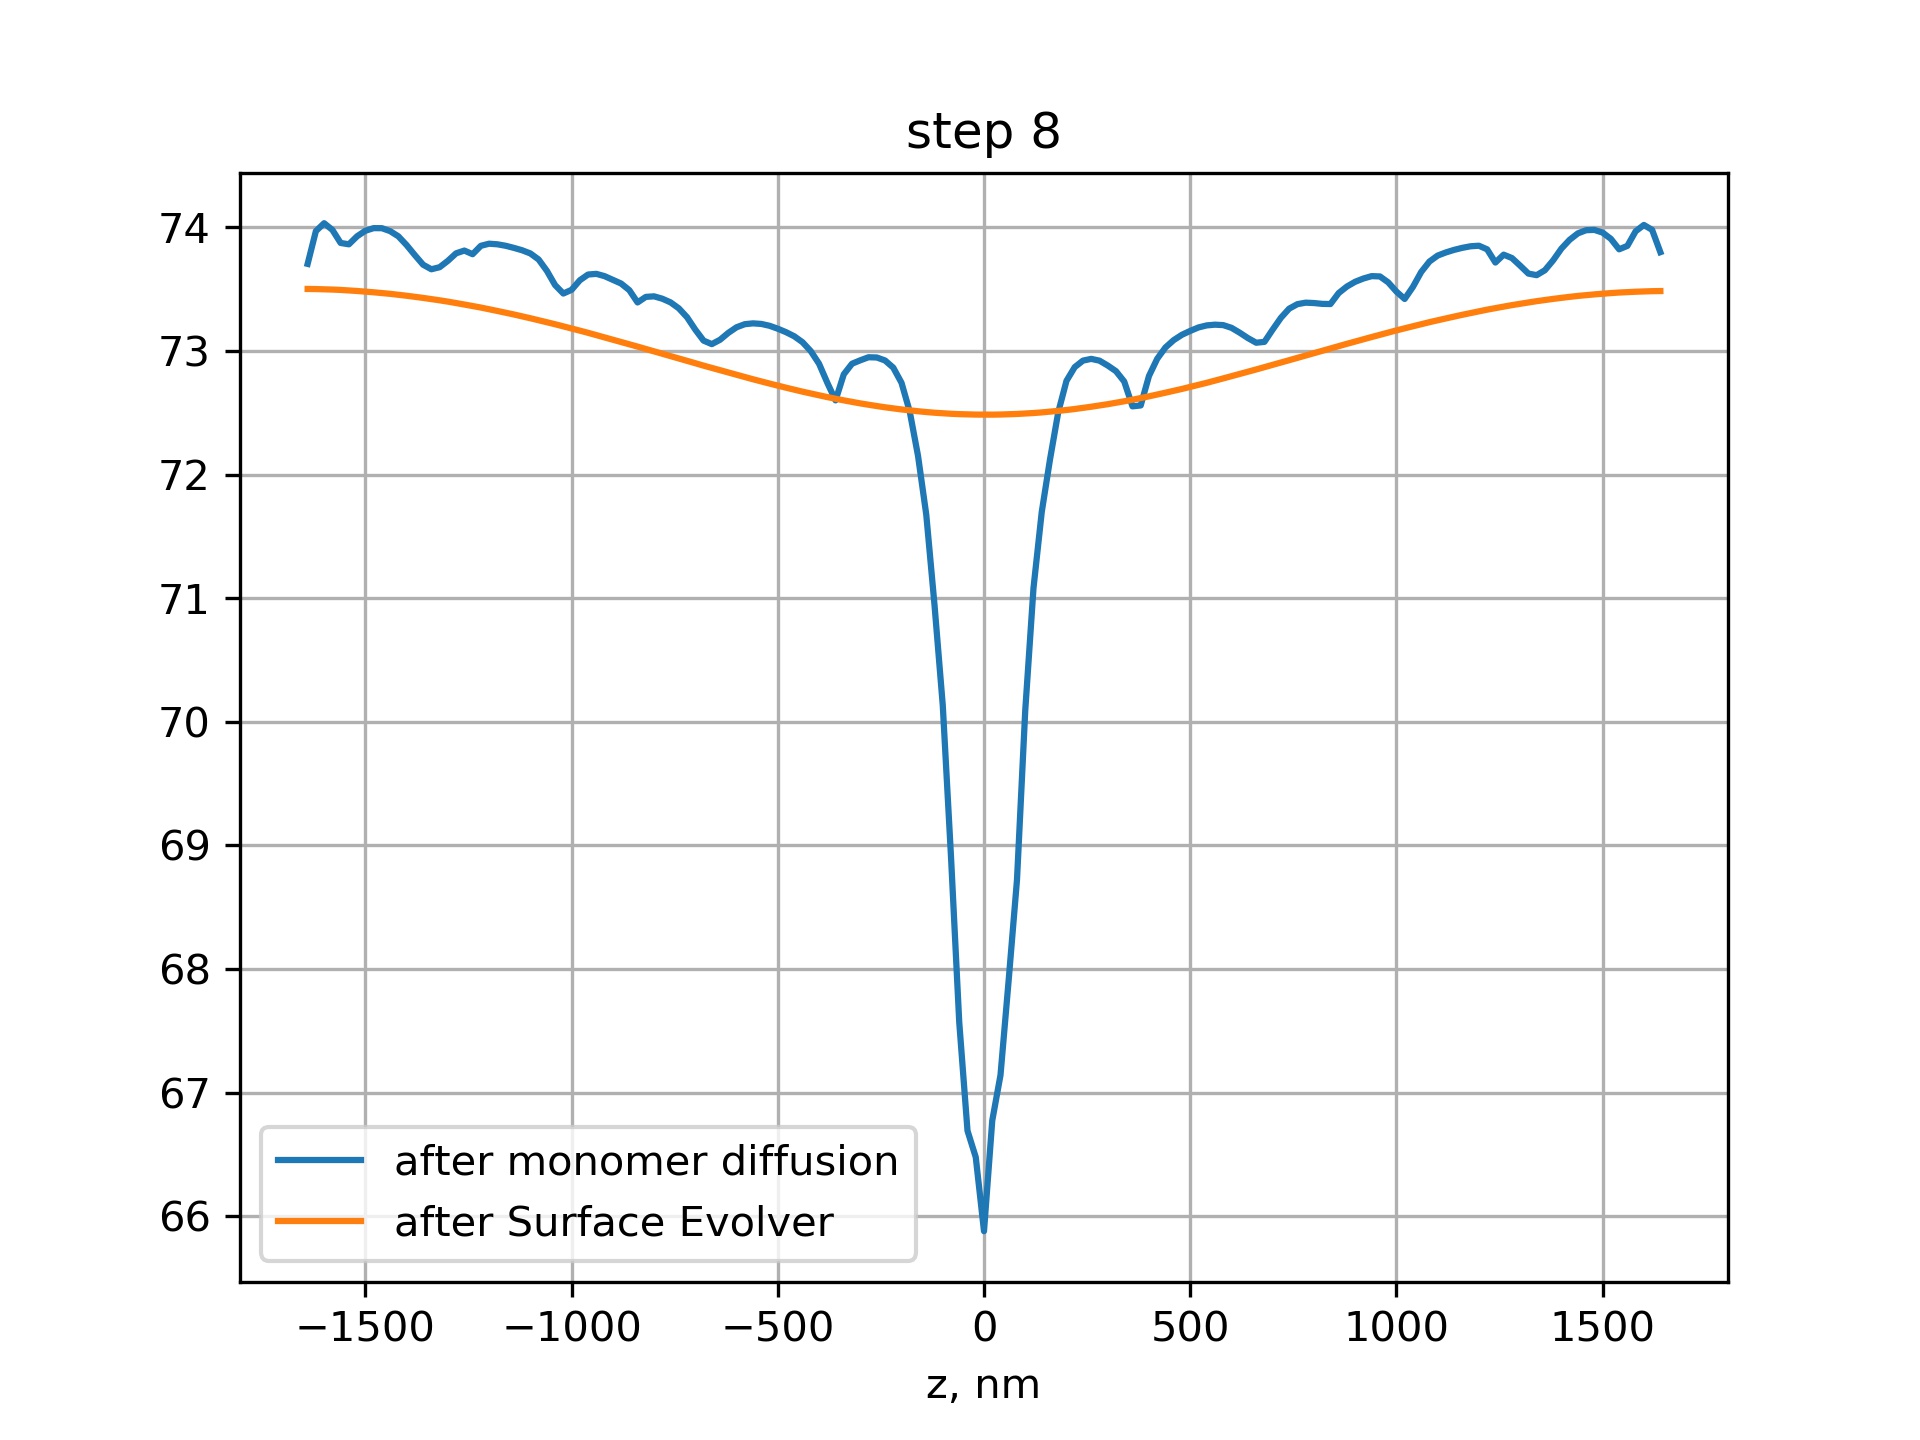 step 8
74
73
72
71
70
69
68
67
66
after monomer diffusion
after Surface Evolver
−1500 −1000 −500 0 500 1000 1500
z, nm